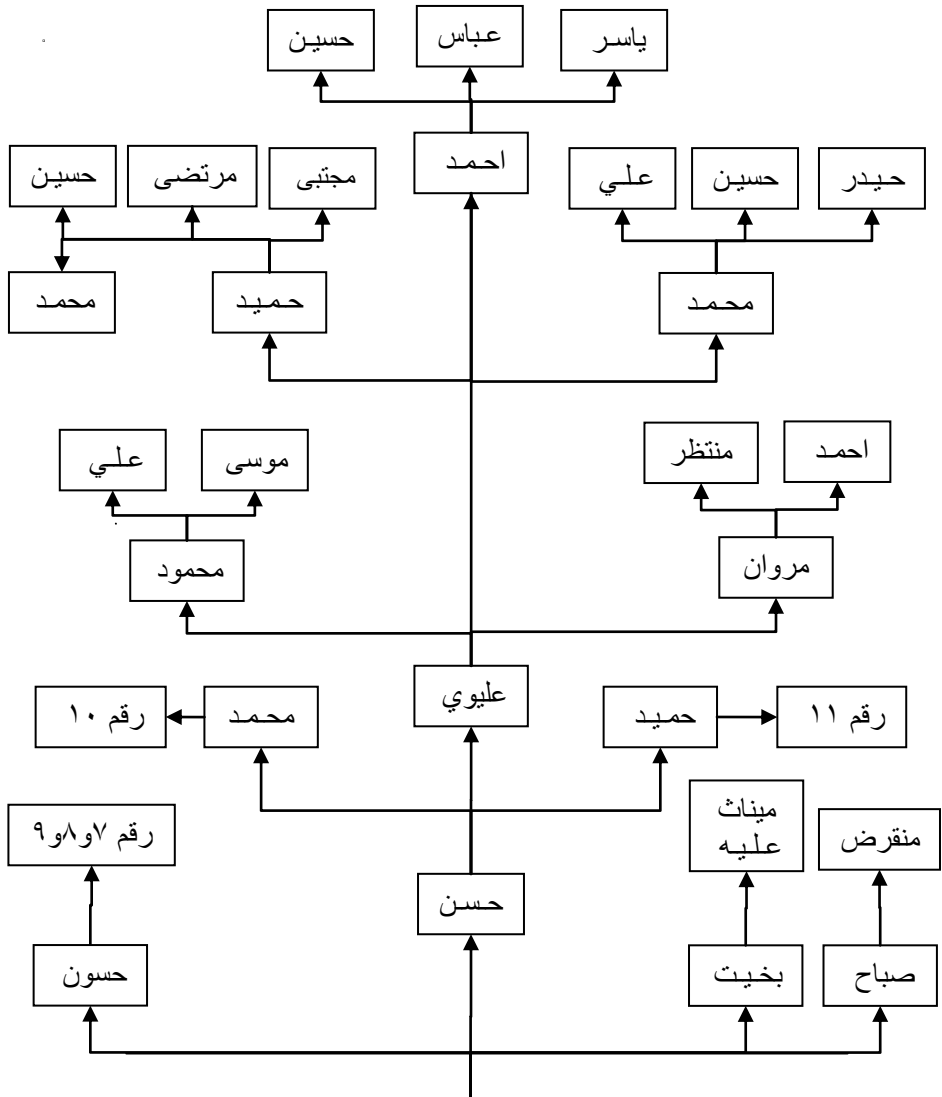 ياسر
عباس
حسين
احمد
حيدر
حسين
علي
مجتبى
مرتضى
حسين
محمد
حميد
محمد
احمد
منتظر
موسى
علي
مروان
محمود
عليوي
رقم ١١
حميد
محمد
رقم ١٠
منقرض
ميناث
عليه
رقم ٧و٨و٩
حسن
صباح
بخيت
حسون